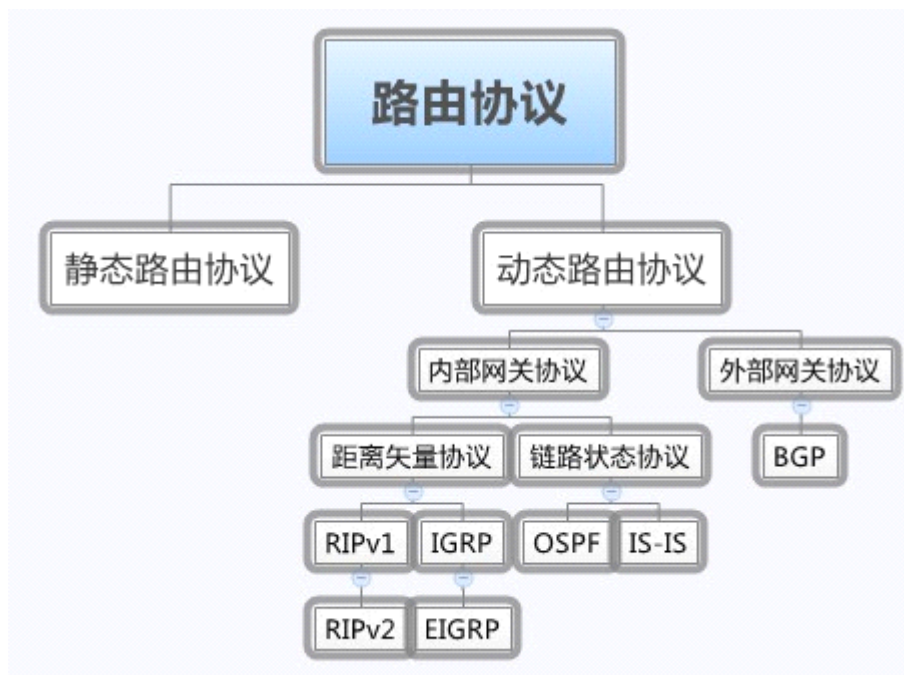 路由协议
静态路由协议
动态路由协议
内部网关协议
外部网关协议
距离矢量协议
链路状态协议
BGP
RIPv1
IGRP
OSPF
IS-IS
RIPv2
EIGRP